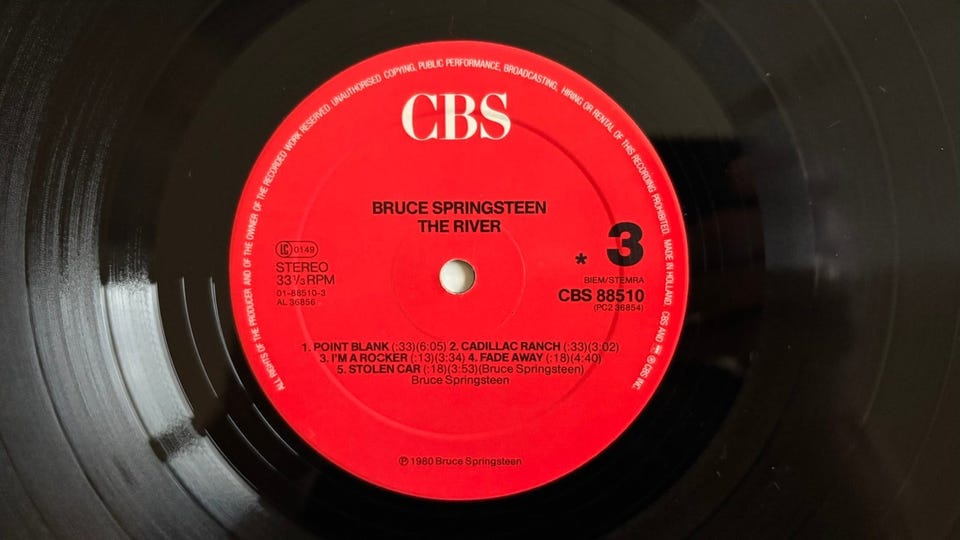 ALL RIGHTS OF THE PRODUCER AND OF THE OWNER OF THE RECORDED WORK RESERVED. UNAUTHORISED COPYING, PUBLIC PERFORMANCE, BROADCASTING, HIRING OR RENTAL OF THIS RECORDING PROHIBITED. MADE IN HOLLAND. CBS AND ℗ CBS INC.
CBS
BRUCE SPRINGSTEEN
THE RIVER
LC 0149
STEREO
33⅓ RPM
01-88510-3
AL 36856
* 3
BIEM/STEMRA
CBS 88510
(PC2 36854)
1. POINT BLANK (:33)(6:05) 2. CADILLAC RANCH (:33)(3:02)
3. I'M A ROCKER (:13)(3:34) 4. FADE AWAY (:18)(4:40)
5. STOLEN CAR (:18)(3:53)(Bruce Springsteen)
Bruce Springsteen
℗ 1980 Bruce Springsteen